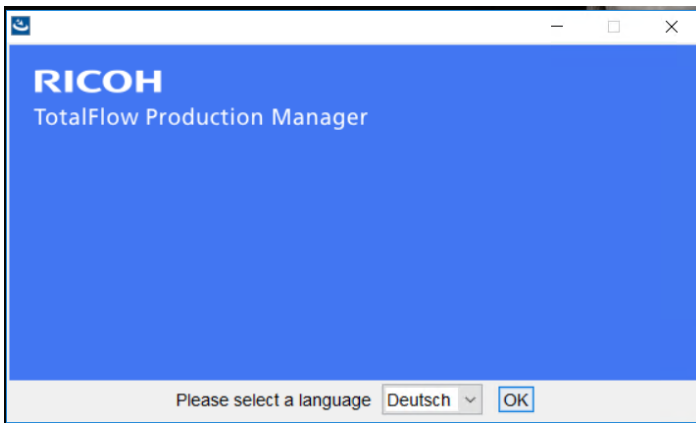 RICOH
TotalFlow Production Manager
Please select a language Deutsch OK